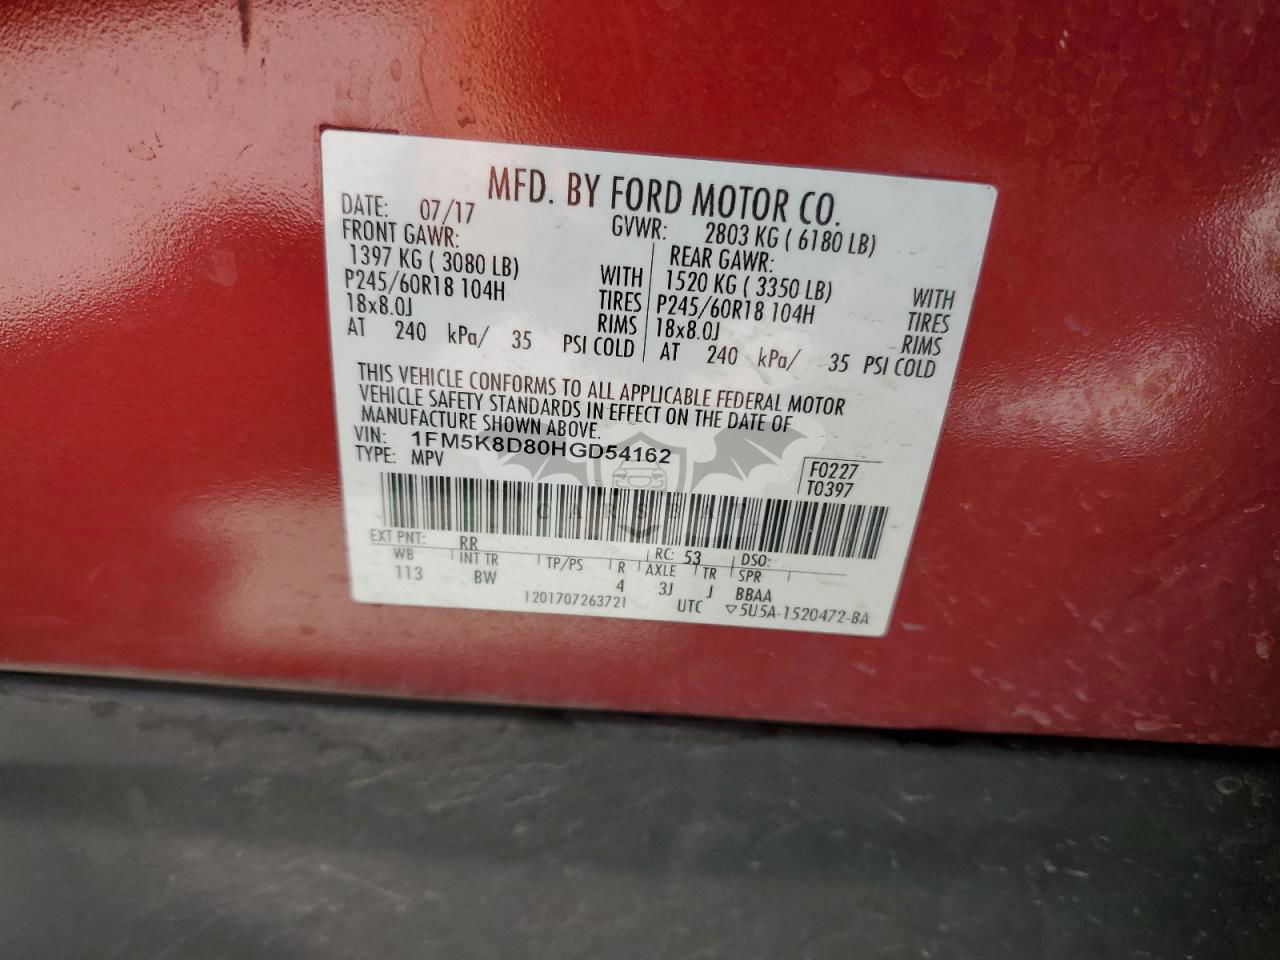 MFD. BY FORD MOTOR CO.
DATE: 07/17 GVWR: 2803 KG ( 6180 LB)
FRONT GAWR: REAR GAWR:
1397 KG ( 3080 LB) WITH 1520 KG ( 3350 LB) WITH
P245/60R18 104H TIRES P245/60R18 104H TIRES
18x8.0J RIMS 18x8.0J RIMS
AT 240 kPa/ 35 PSI COLD AT 240 kPa/ 35 PSI COLD
THIS VEHICLE CONFORMS TO ALL APPLICABLE FEDERAL MOTOR
VEHICLE SAFETY STANDARDS IN EFFECT ON THE DATE OF
MANUFACTURE SHOWN ABOVE.
VIN: 1FM5K8D80HGD54162
TYPE: MPV
F0227
T0397
EXT PNT: RR RC: 53 DSO:
WB INT TR TP/PS R AXLE TR SPR
113 BW 4 3J J BBAA
1201707263721 UTC ▽5U5A-1520472-BA